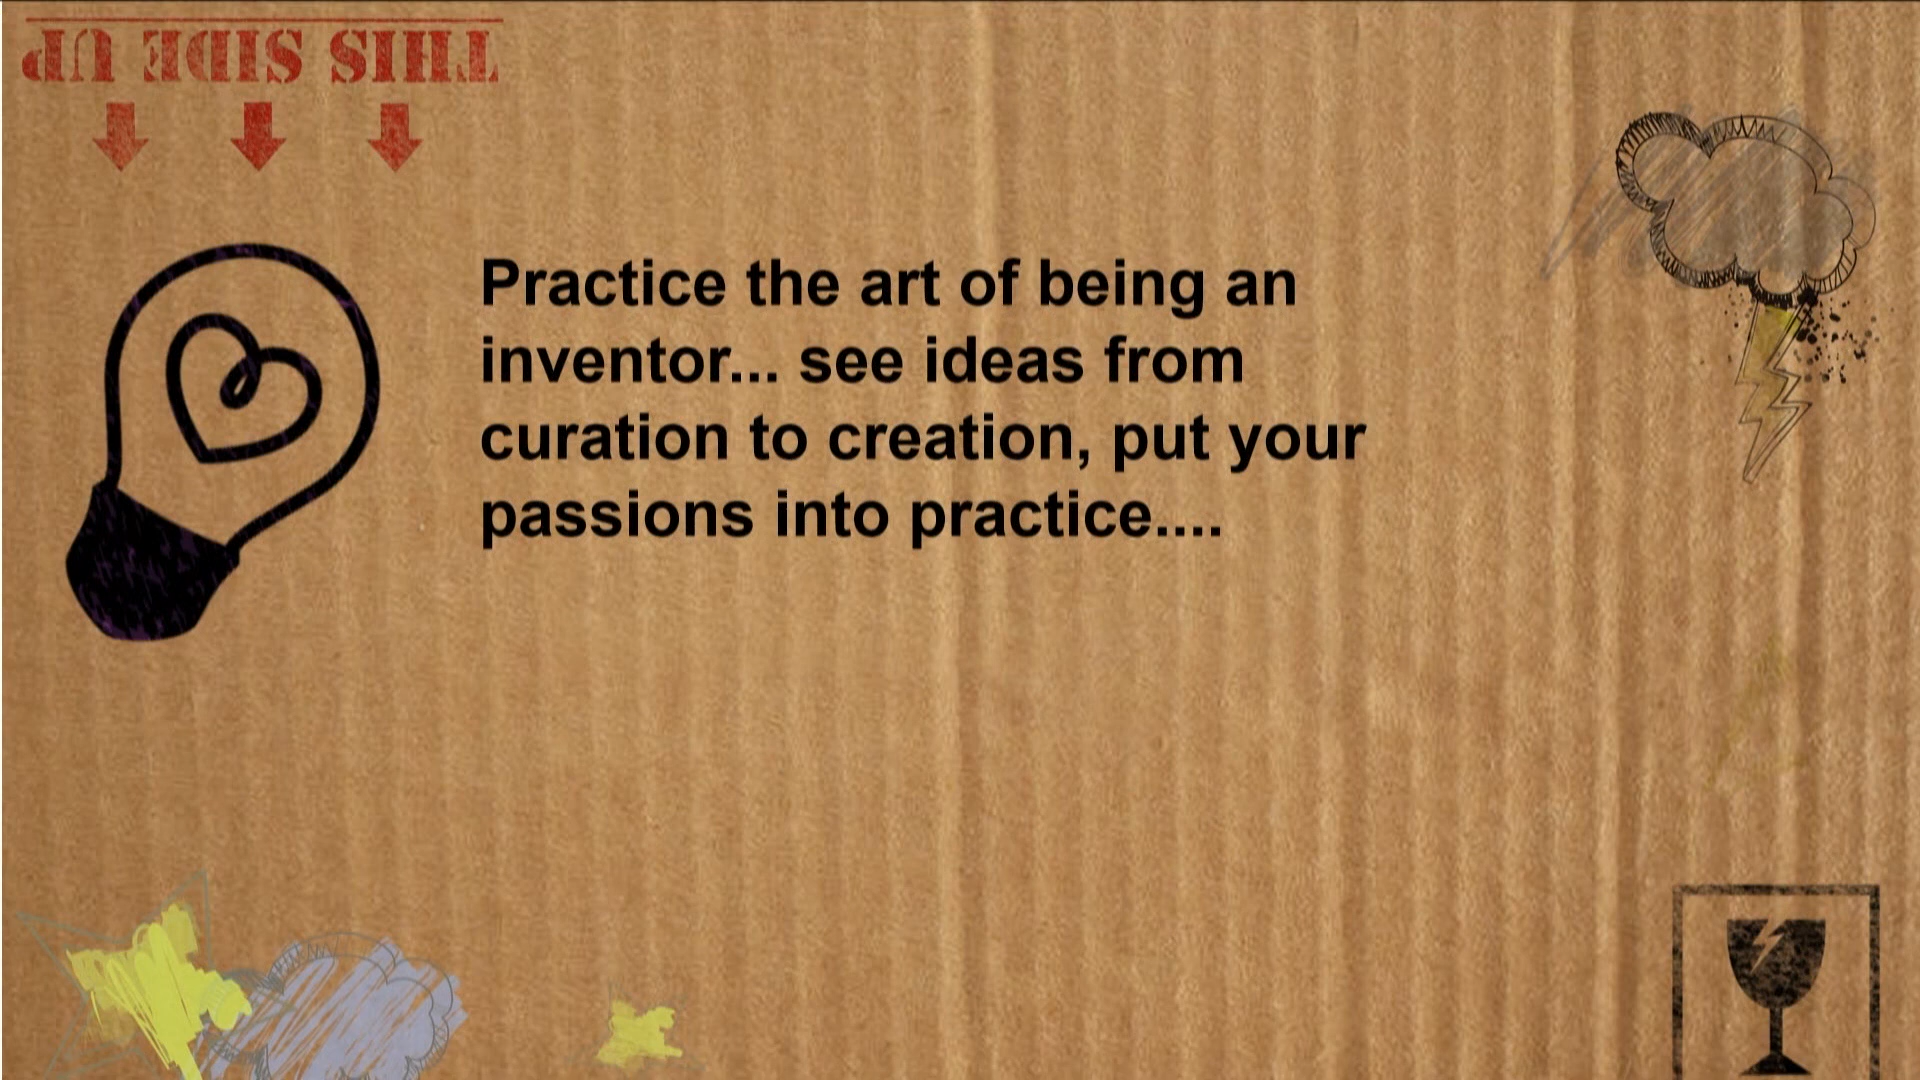 THIS SIDE UP
Practice the art of being an
inventor... see ideas from
curation to creation, put your
passions into practice....